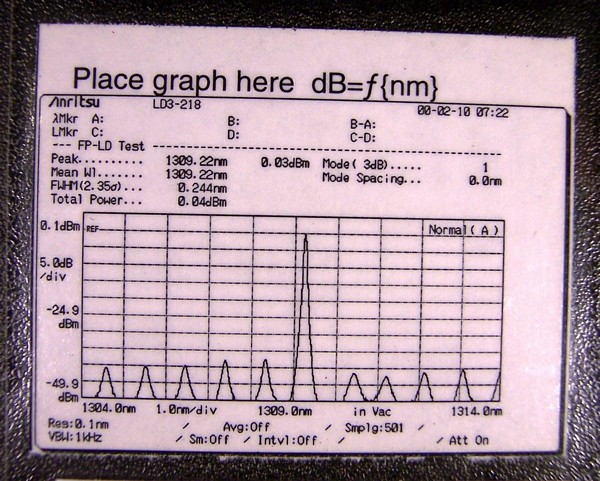 Place graph here dB=ƒ{nm}
Anritsu LD3-218 00-02-10 07:22
λMkr A: B: B-A:
LMkr C: D: C-D:
--- FP-LD Test ---
Peak......... 1309.22nm 0.03dBm Mode( 3dB)..... 1
Mean Wl...... 1309.22nm Mode Spacing... 0.0nm
FWHM(2.35σ)... 0.244nm
Total Power... 0.04dBm
0.1dBm REF Normal(A)
5.0dB
/div
-24.9
dBm
-49.9
dBm
1304.0nm 1.0nm/div 1309.0nm in Vac 1314.0nm
Res:0.1nm / Avg:Off / Smplg:501 /
VBW:1kHz / Sm:Off / Intvl:Off / / Att On